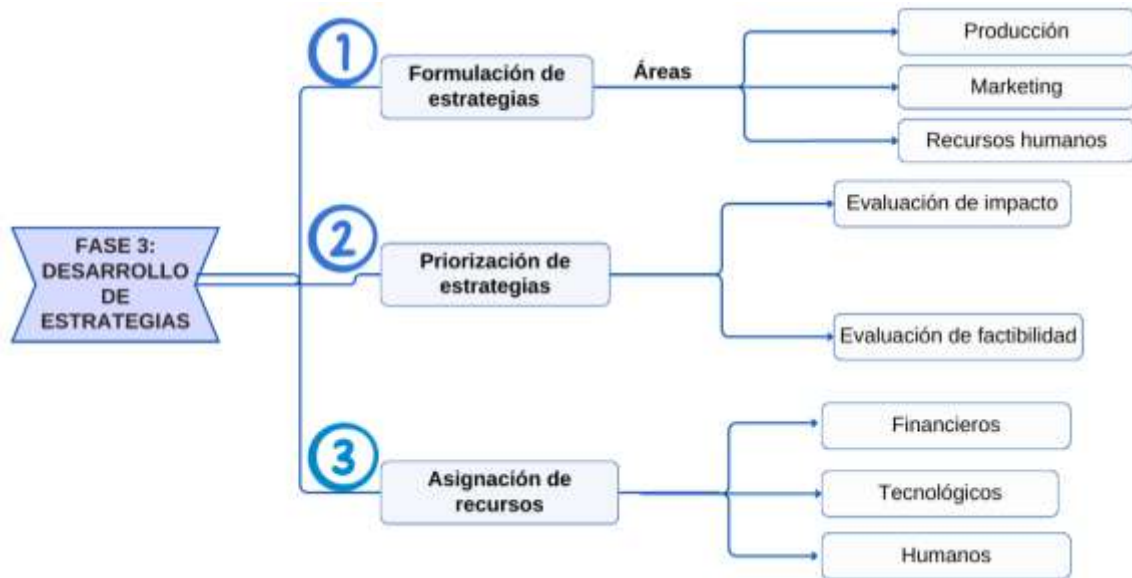 FASE 3:
DESARROLLO
DE
ESTRATEGIAS
1
Formulación de
estrategias
Áreas
Producción
Marketing
Recursos humanos
2
Priorización de
estrategias
Evaluación de impacto
Evaluación de factibilidad
3
Asignación de
recursos
Financieros
Tecnológicos
Humanos